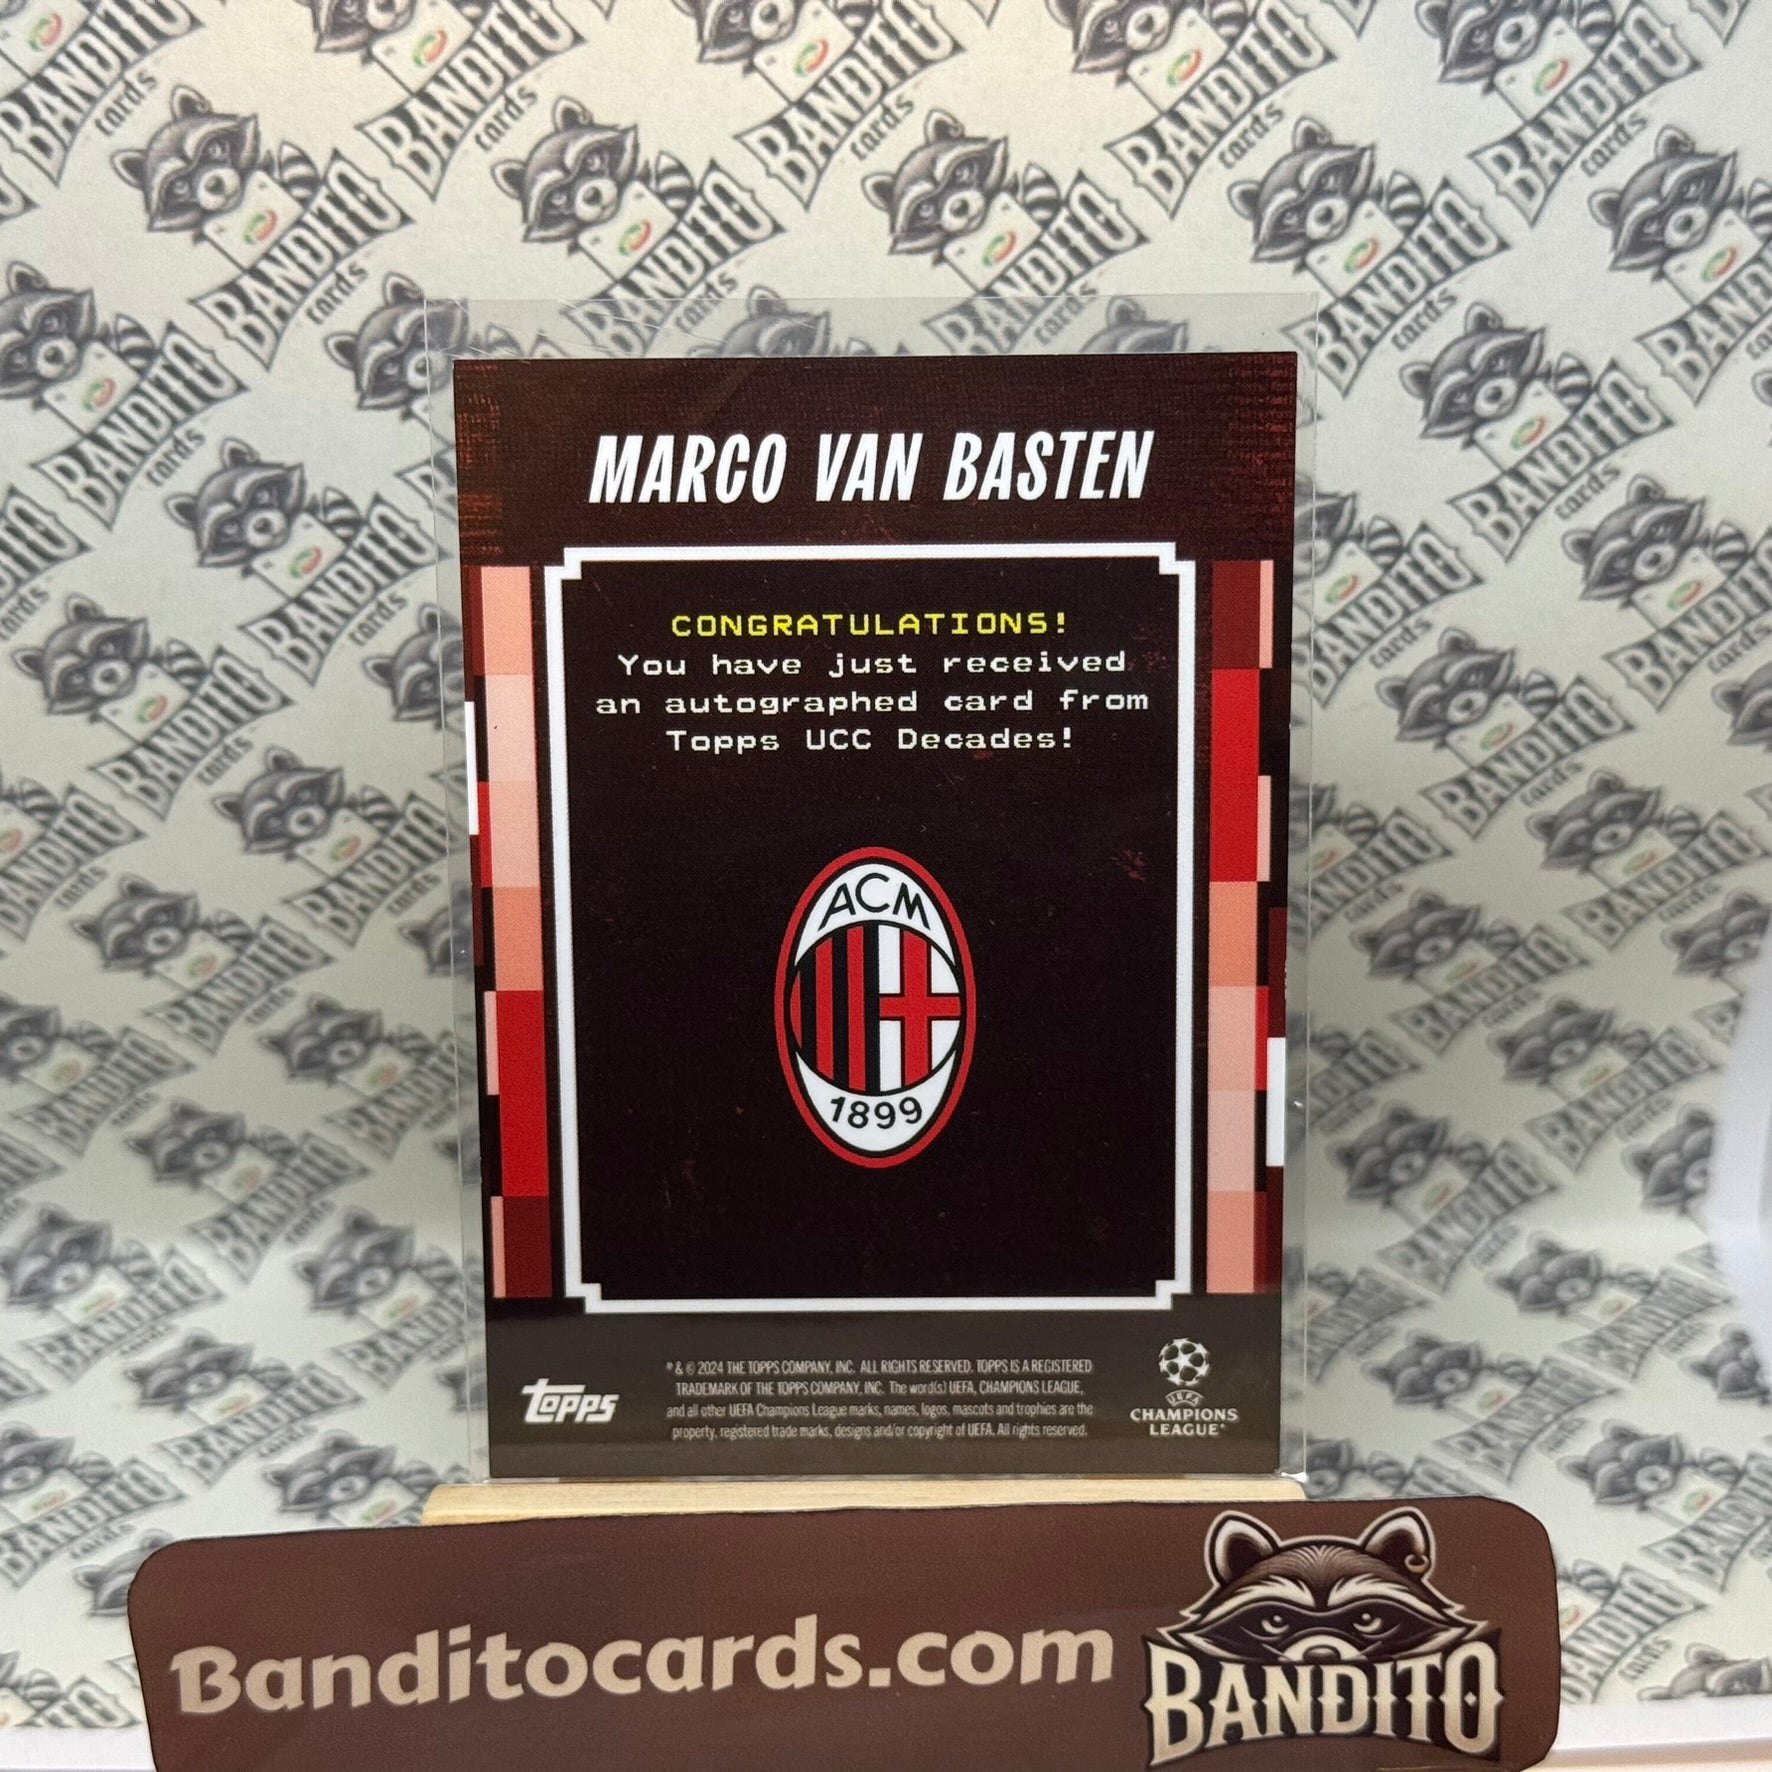 MARCO VAN BASTEN
CONGRATULATIONS!
You have just received
an autographed card from
Topps UCC Decades!
ACM
1899
topps
® & © 2024 THE TOPPS COMPANY, INC. ALL RIGHTS RESERVED. TOPPS IS A REGISTERED
TRADEMARK OF THE TOPPS COMPANY, INC. The word(s) UEFA, CHAMPIONS LEAGUE,
and all other UEFA Champions League marks, names, logos, mascots and trophies are the
property, registered trade marks, designs and/or copyright of UEFA. All rights reserved.
UEFA
CHAMPIONS
LEAGUE®
Banditocards.com
BANDITO
BANDITO
cards